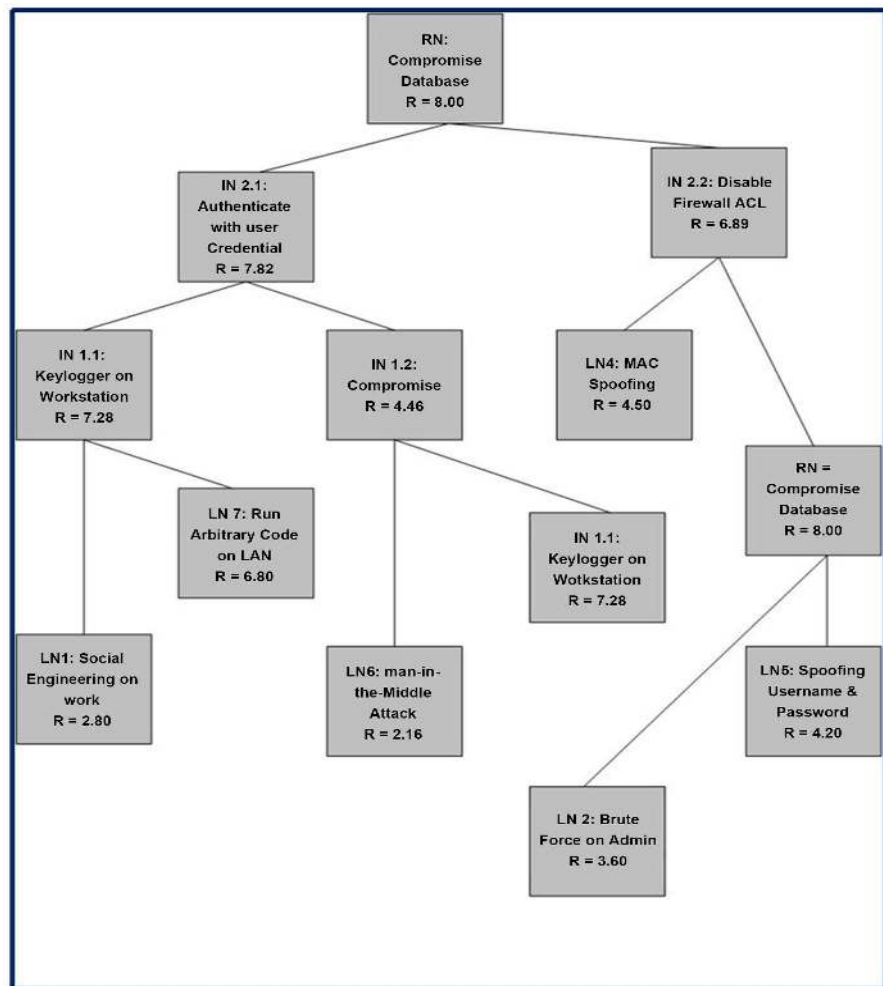 RN:
Compromise
Database
R = 8.00
IN 2.1:
Authenticate
with user
Credential
R = 7.82
IN 2.2: Disable
Firewall ACL
R = 6.89
IN 1.1:
Keylogger on
Workstation
R = 7.28
IN 1.2:
Compromise
R = 4.46
LN4: MAC
Spoofing
R = 4.50
LN 7: Run
Arbitrary Code
on LAN
R = 6.80
IN 1.1:
Keylogger on
Wotkstation
R = 7.28
RN =
Compromise
Database
R = 8.00
LN1: Social
Engineering on
work
R = 2.80
LN6: man-in-
the-Middle
Attack
R = 2.16
LN5: Spoofing
Username &
Password
R = 4.20
LN 2: Brute
Force on Admin
R = 3.60